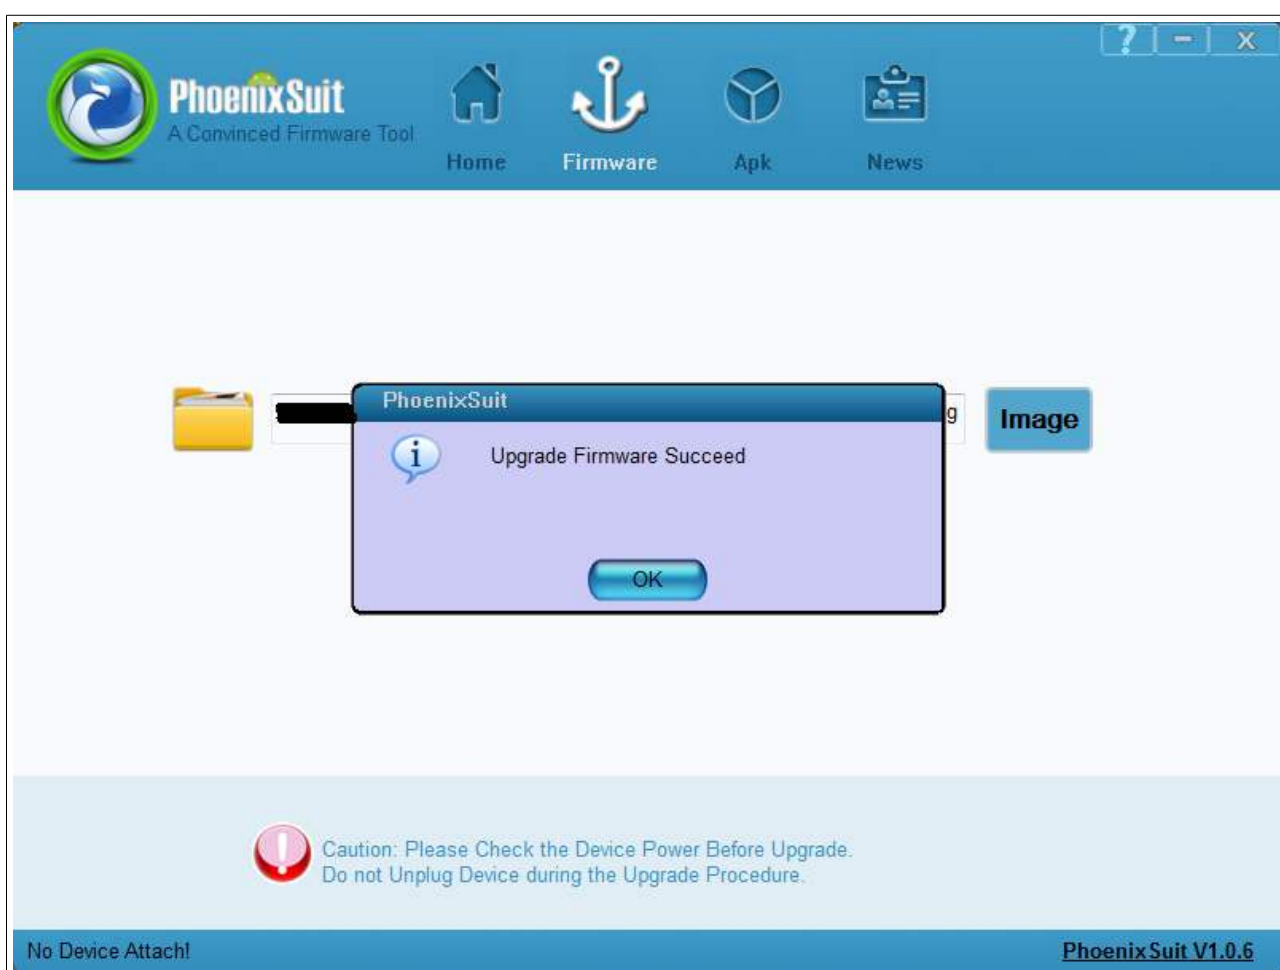 ? - X
PhoenixSuit
A Convinced Firmware Tool
Home Firmware Apk News
PhoenixSuit
g
Image
i
Upgrade Firmware Succeed
OK
Caution: Please Check the Device Power Before Upgrade.
Do not Unplug Device during the Upgrade Procedure.
No Device Attach!
PhoenixSuit V1.0.6